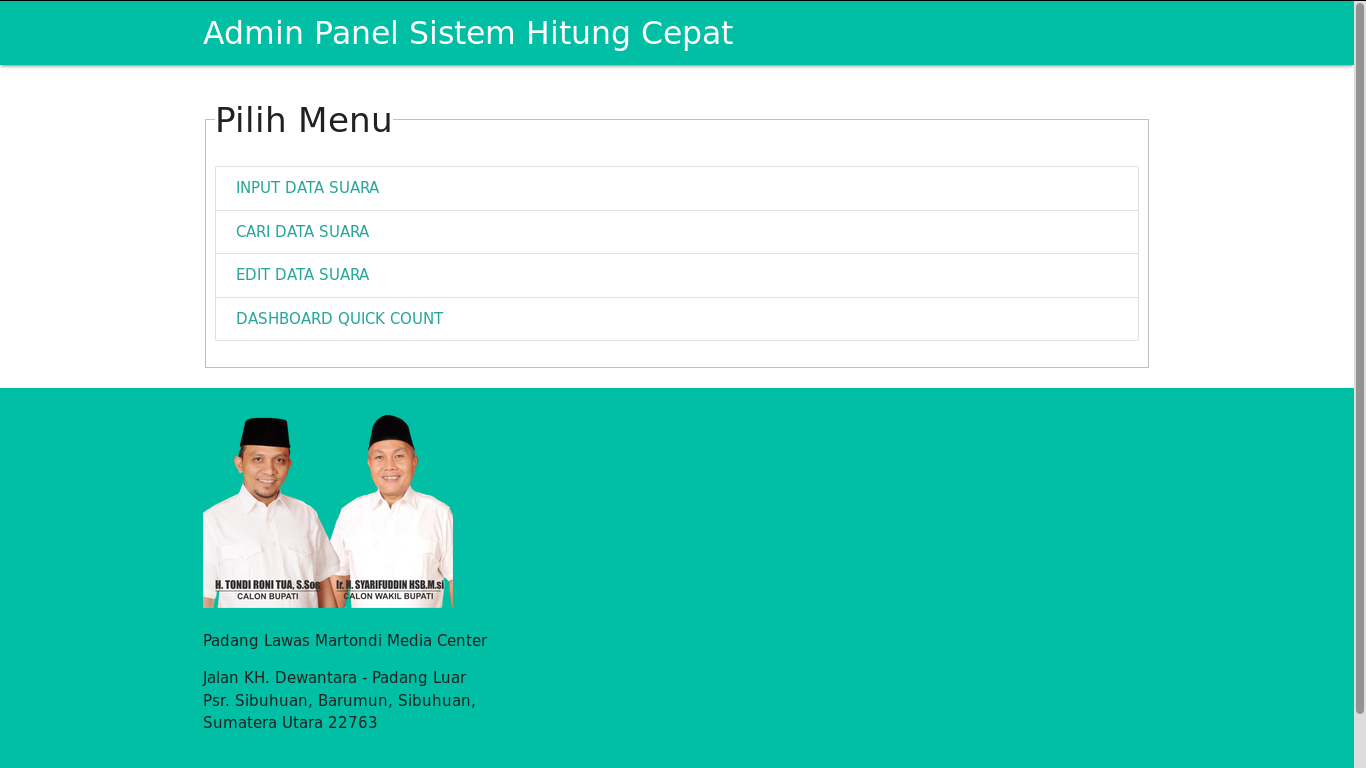 Admin Panel Sistem Hitung Cepat
Pilih Menu
INPUT DATA SUARA
CARI DATA SUARA
EDIT DATA SUARA
DASHBOARD QUICK COUNT
H. TONDI RONI TUA, S.Sos
CALON BUPATI
Ir. H. SYARIFUDDIN HSB.M.si
CALON WAKIL BUPATI
Padang Lawas Martondi Media Center
Jalan KH. Dewantara - Padang Luar
Psr. Sibuhuan, Barumun, Sibuhuan,
Sumatera Utara 22763